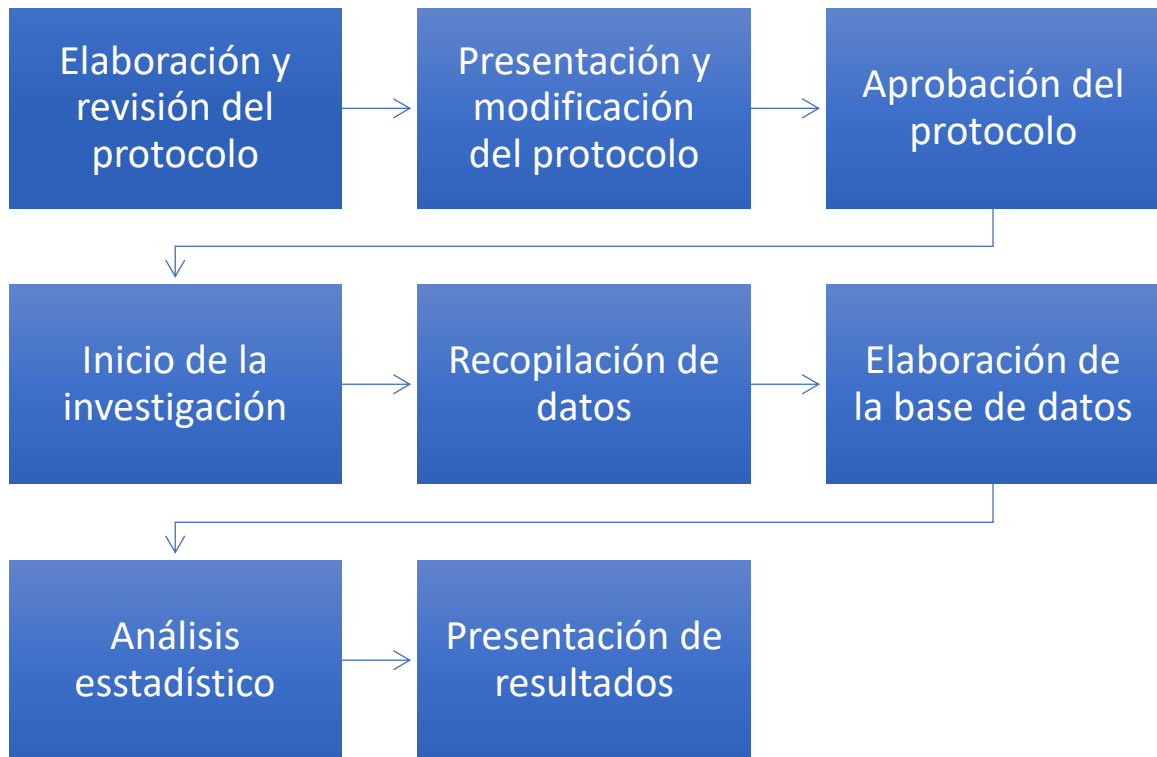 Elaboración y
revisión del
protocolo
Presentación y
modificación
del protocolo
Aprobación del
protocolo
Inicio de la
investigación
Recopilación de
datos
Elaboración de
la base de datos
Análisis
esstadístico
Presentación de
resultados